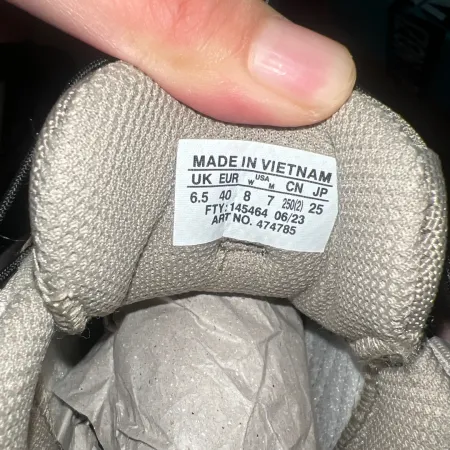 MADE IN VIETNAM
UK EUR W USA M CN JP
6.5 40 8 7 250(2) 25
FTY: 145464 06/23
ART NO. 474785